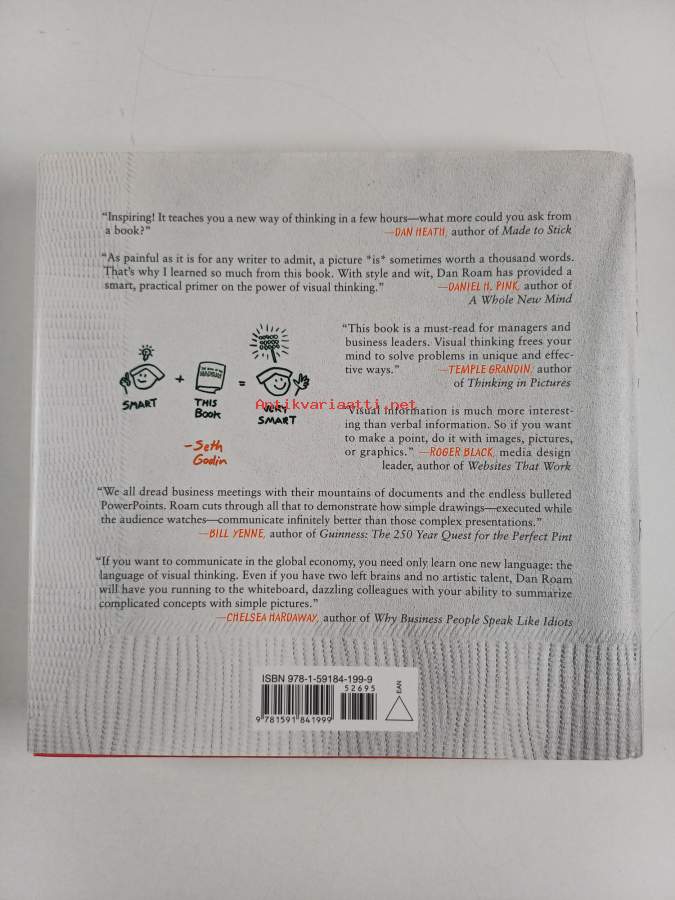 “Inspiring! It teaches you a new way of thinking in a few hours—what more could you ask from
a book?”
—DAN HEATH, author of Made to Stick
“As painful as it is for any writer to admit, a picture *is* sometimes worth a thousand words.
That’s why I learned so much from this book. With style and wit, Dan Roam has provided a
smart, practical primer on the power of visual thinking.”
—DANIEL H. PINK, author of
A Whole New Mind
SMART
+
THIS
BOOK
=
VERY
SMART
—Seth
Godin
“This book is a must-read for managers and
business leaders. Visual thinking frees your
mind to solve problems in unique and effec-
tive ways.”
—TEMPLE GRANDIN, author
of Thinking in Pictures
Antikvariaatti.net
“Visual information is much more interest-
ing than verbal information. So if you want
to make a point, do it with images, pictures,
or graphics.” —ROGER BLACK, media design
leader, author of Websites That Work
“We all dread business meetings with their mountains of documents and the endless bulleted
PowerPoints. Roam cuts through all that to demonstrate how simple drawings—executed while
the audience watches—communicate infinitely better than those complex presentations.”
—BILL YENNE, author of Guinness: The 250 Year Quest for the Perfect Pint
“If you want to communicate in the global economy, you need only learn one new language: the
language of visual thinking. Even if you have two left brains and no artistic talent, Dan Roam
will have you running to the whiteboard, dazzling colleagues with your ability to summarize
complicated concepts with simple pictures.”
—CHELSEA HARDAWAY, author of Why Business People Speak Like Idiots
ISBN 978-1-59184-199-9
52695
9 781591 841999
EAN